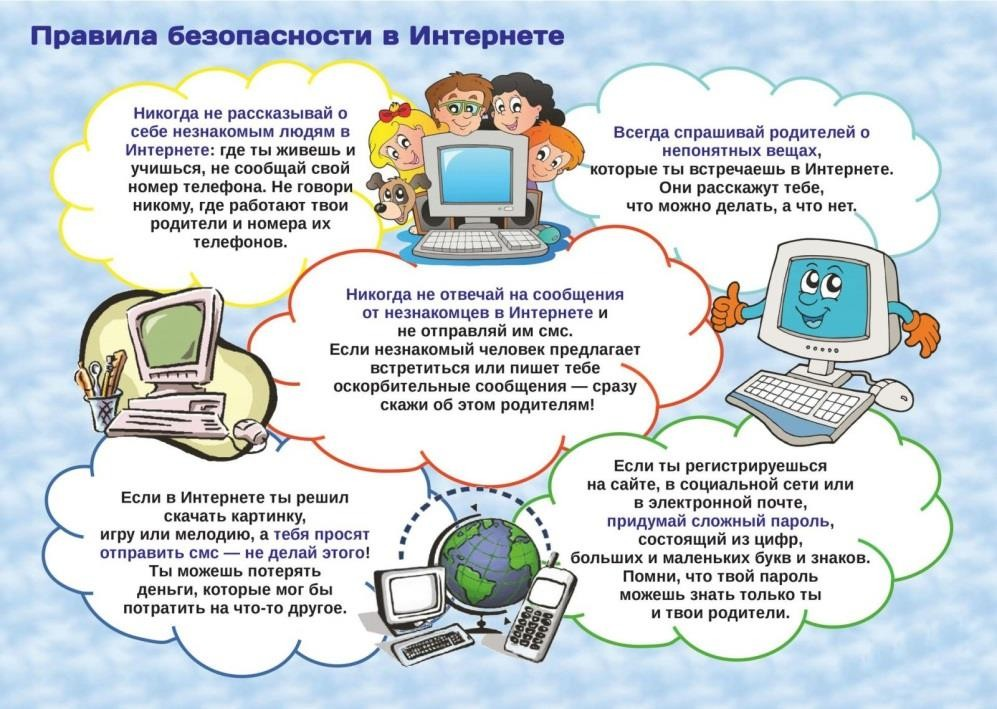 Правила безопасности в Интернете
Никогда не рассказывай о
себе незнакомым людям в
Интернете: где ты живешь и
учишься, не сообщай свой
номер телефона. Не говори
никому, где работают твои
родители и номера их
телефонов.
Всегда спрашивай родителей о
непонятных вещах,
которые ты встречаешь в Интернете.
Они расскажут тебе,
что можно делать, а что нет.
Никогда не отвечай на сообщения
от незнакомцев в Интернете и
не отправляй им смс.
Если незнакомый человек предлагает
встретиться или пишет тебе
оскорбительные сообщения — сразу
скажи об этом родителям!
Если в Интернете ты решил
скачать картинку,
игру или мелодию, а тебя просят
отправить смс — не делай этого!
Ты можешь потерять
деньги, которые мог бы
потратить на что-то другое.
Если ты регистрируешься
на сайте, в социальной сети или
в электронной почте,
придумай сложный пароль,
состоящий из цифр,
больших и маленьких букв и знаков.
Помни, что твой пароль
можешь знать только ты
и твои родители.